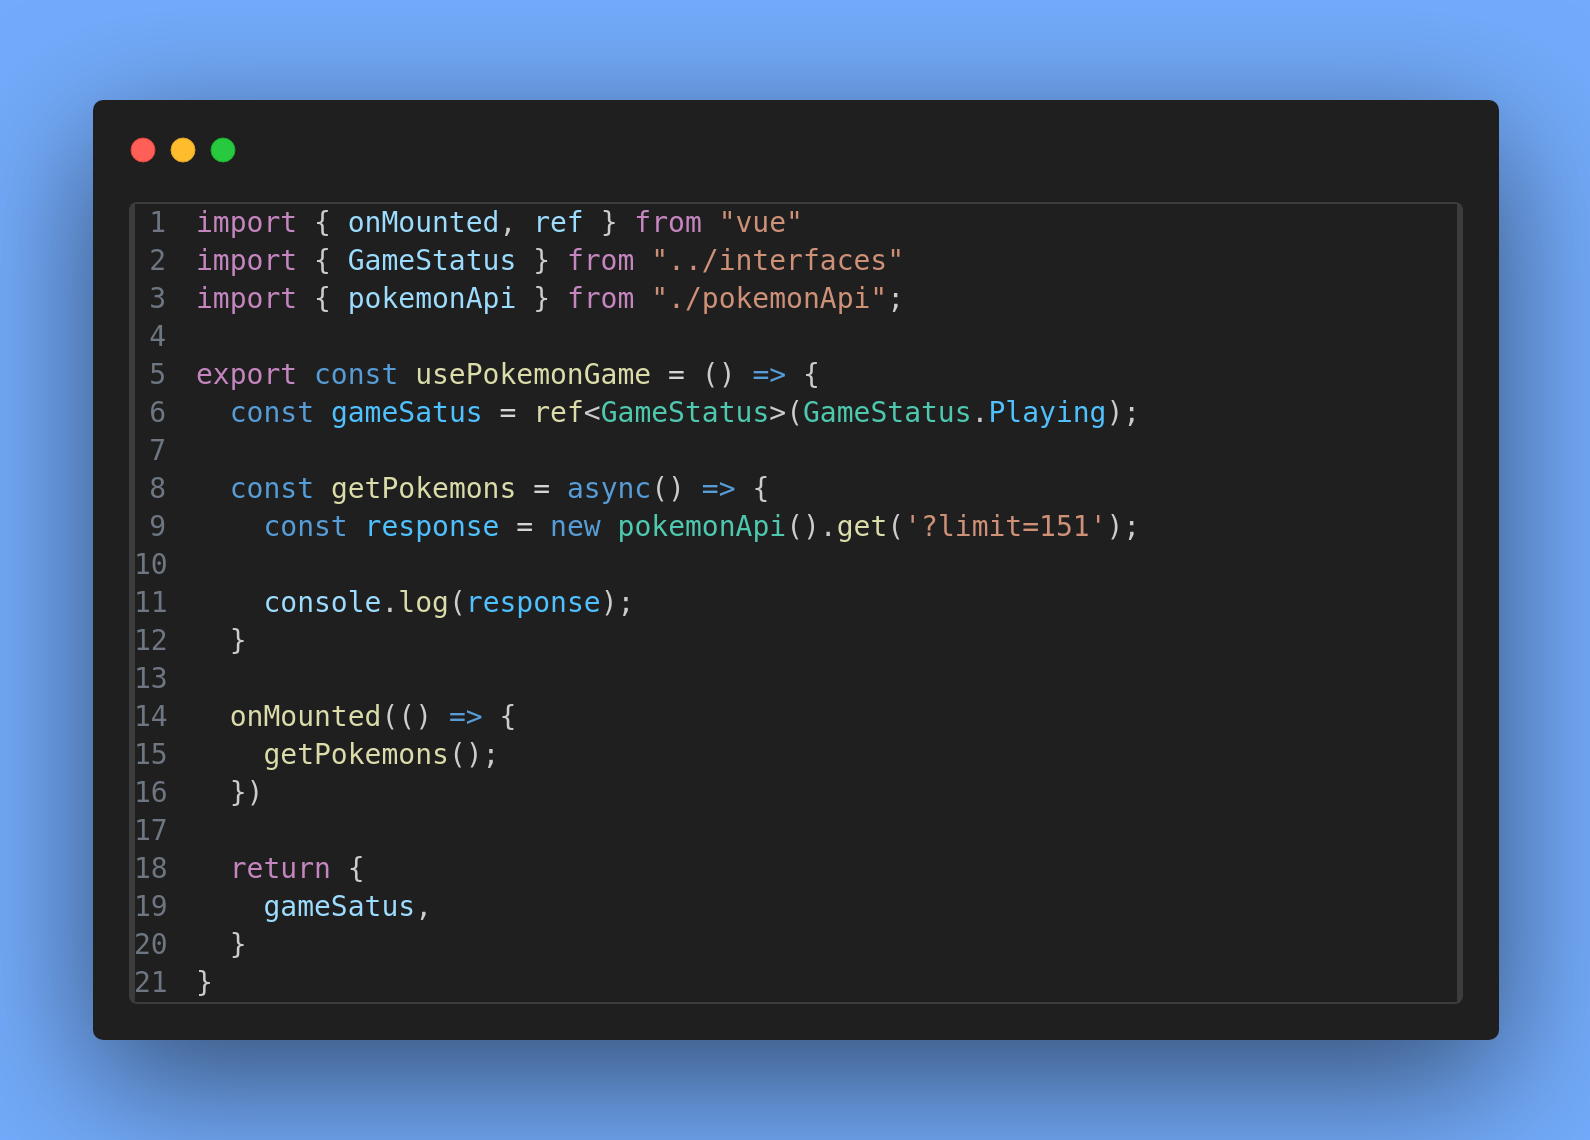 1 import { onMounted, ref } from "vue"
2 import { GameStatus } from "../interfaces"
3 import { pokemonApi } from "./pokemonApi";
4
5 export const usePokemonGame = () => {
6   const gameSatus = ref<GameStatus>(GameStatus.Playing);
7
8   const getPokemons = async() => {
9     const response = new pokemonApi().get('?limit=151');
10
11     console.log(response);
12   }
13
14   onMounted(() => {
15     getPokemons();
16   })
17
18   return {
19     gameSatus,
20   }
21 }